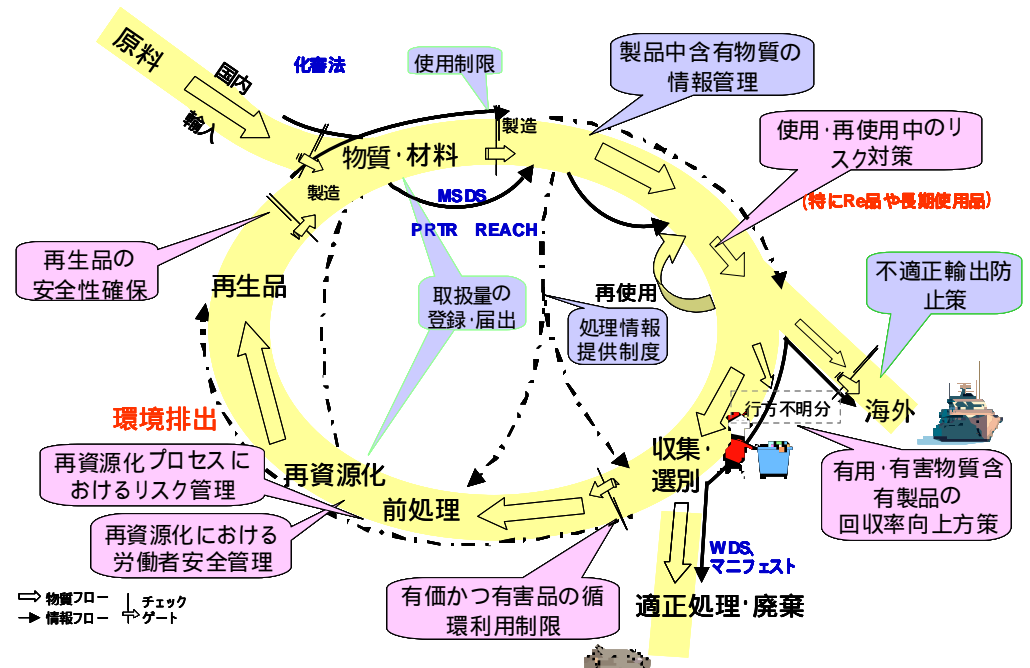 原料
国内
輸入
化審法
使用制限
製品中含有物質の
情報管理
製造
物質・材料
製造
使用・再使用中のリ
スク対策
(特にRe品や長期使用品)
MSDS
PRTR REACH
再生品の
安全性確保
再生品
取扱量の
登録・届出
再使用
処理情報
提供制度
不適正輸出防
止策
行方不明分
海外
環境排出
再資源化プロセスに
おけるリスク管理
再資源化
前処理
収集・
選別
有用・有害物質含
有製品の
回収率向上方策
再資源化における
労働者安全管理
WDS、
マニフェスト
有価かつ有害品の循
環利用制限
適正処理・廃棄
物質フロー
情報フロー
チェック
ゲート